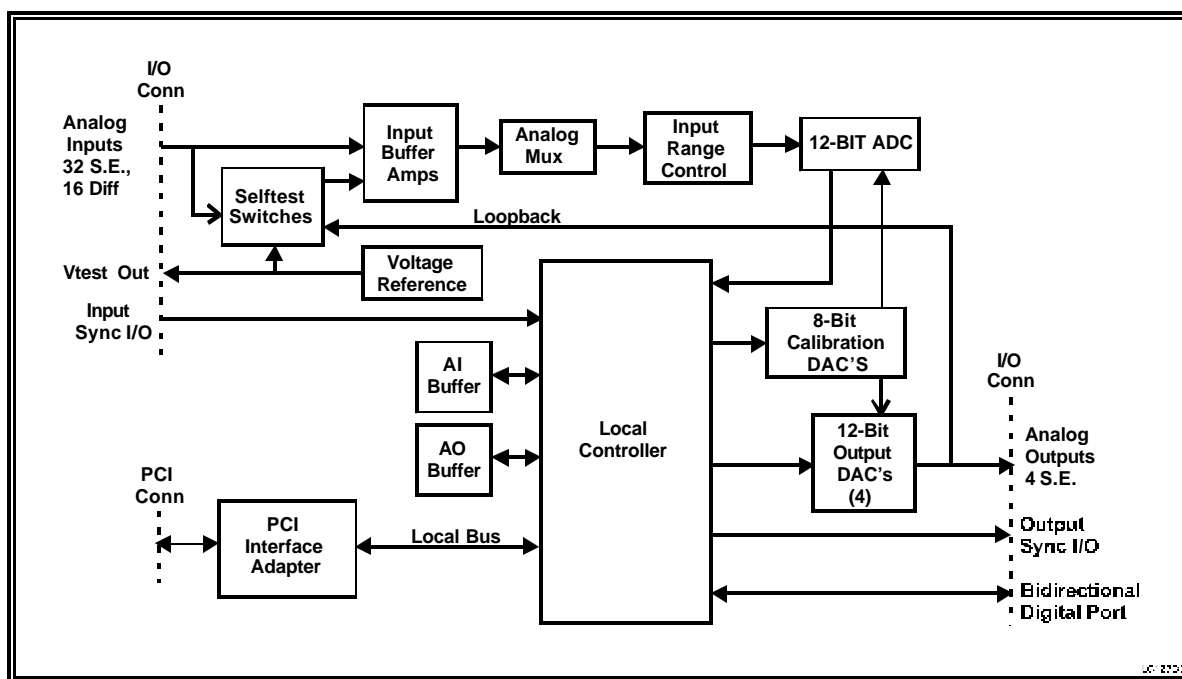 I/O
Conn
Analog
Inputs
32 S.E.,
16 Diff
Input
Buffer
Amps
Analog
Mux
Input
Range
Control
12-BIT ADC
Selftest
Switches
Loopback
Vtest Out
Voltage
Reference
Input
Sync I/O
8-Bit
Calibration
DAC'S
I/O
Conn
AI
Buffer
Local
Controller
AO
Buffer
12-Bit
Output
DAC's
(4)
Analog
Outputs
4 S.E.
PCI
Conn
PCI
Interface
Adapter
Local Bus
Output
Sync I/O
Bidirectional
Digital Port